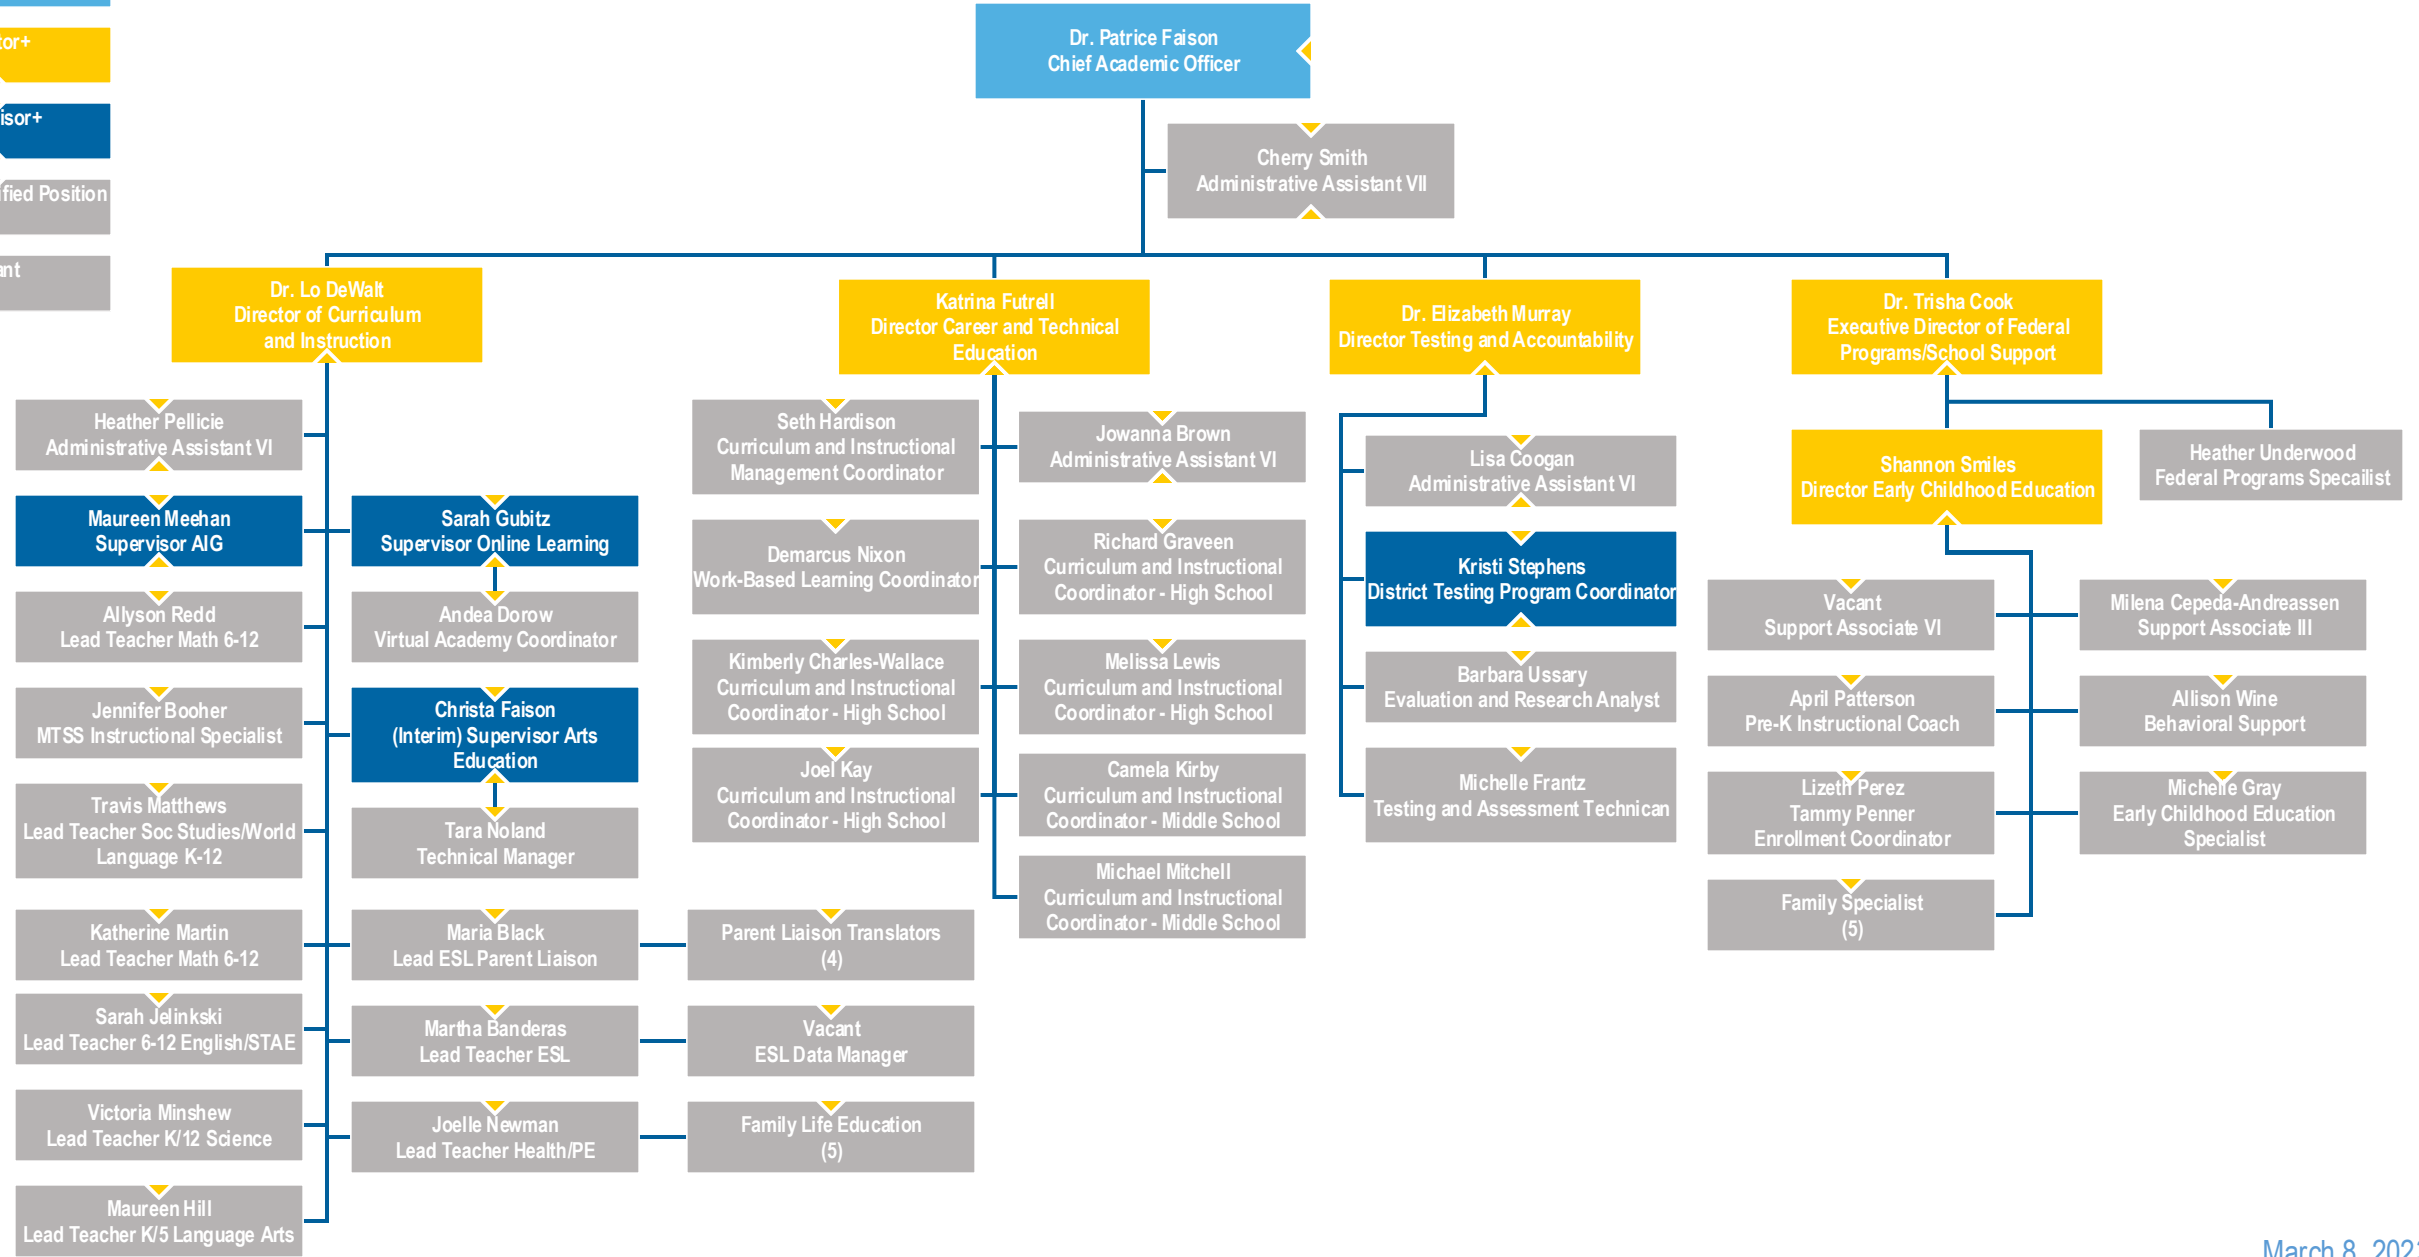 Dr. Patrice Faison
Chief Academic Officer
Cherry Smith
Administrative Assistant VII
Dr. Lo DeWalt
Director of Curriculum
and Instruction
Katrina Futrell
Director Career and Technical
Education
Dr. Elizabeth Murray
Director Testing and Accountability
Dr. Trisha Cook
Executive Director of Federal
Programs/School Support
Heather Pellicie
Administrative Assistant VI
Maureen Meehan
Supervisor AIG
Sarah Gubitz
Supervisor Online Learning
Allyson Redd
Lead Teacher Math 6-12
Andea Dorow
Virtual Academy Coordinator
Jennifer Booher
MTSS Instructional Specialist
Christa Faison
(Interim) Supervisor Arts
Education
Travis Matthews
Lead Teacher Soc Studies/World
Language K-12
Tara Noland
Technical Manager
Katherine Martin
Lead Teacher Math 6-12
Maria Black
Lead ESL Parent Liaison
Parent Liaison Translators
(4)
Sarah Jelinkski
Lead Teacher 6-12 English/STAE
Martha Banderas
Lead Teacher ESL
Vacant
ESL Data Manager
Victoria Minshew
Lead Teacher K/12 Science
Joelle Newman
Lead Teacher Health/PE
Family Life Education
(5)
Maureen Hill
Lead Teacher K/5 Language Arts
Seth Hardison
Curriculum and Instructional
Management Coordinator
Jowanna Brown
Administrative Assistant VI
Demarcus Nixon
Work-Based Learning Coordinator
Richard Graveen
Curriculum and Instructional
Coordinator - High School
Kimberly Charles-Wallace
Curriculum and Instructional
Coordinator - High School
Melissa Lewis
Curriculum and Instructional
Coordinator - High School
Joel Kay
Curriculum and Instructional
Coordinator - High School
Camela Kirby
Curriculum and Instructional
Coordinator - Middle School
Michael Mitchell
Curriculum and Instructional
Coordinator - Middle School
Lisa Coogan
Administrative Assistant VI
Kristi Stephens
District Testing Program Coordinator
Barbara Ussary
Evaluation and Research Analyst
Michelle Frantz
Testing and Assessment Technican
Shannon Smiles
Director Early Childhood Education
Heather Underwood
Federal Programs Specailist
Vacant
Support Associate VI
Milena Cepeda-Andreassen
Support Associate III
April Patterson
Pre-K Instructional Coach
Allison Wine
Behavioral Support
Lizeth Perez
Tammy Penner
Enrollment Coordinator
Michelle Gray
Early Childhood Education
Specialist
Family Specialist
(5)
Position
March 8,